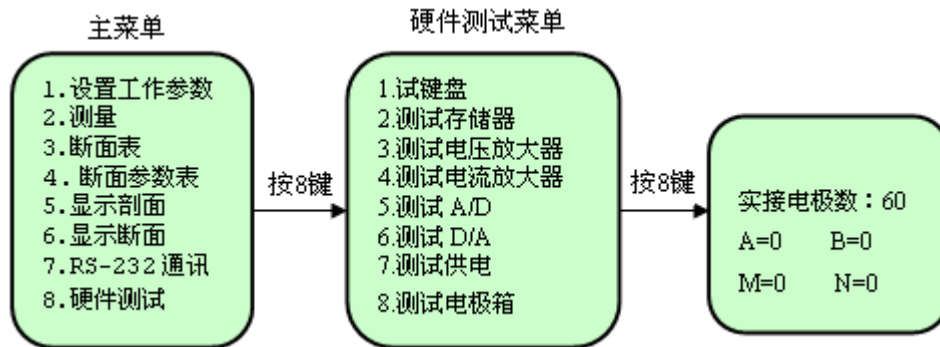 主菜单
1.设置工作参数
2.测量
3.断面表
4．断面参数表
5.显示剖面
6.显示断面
7.RS-232 通讯
8.硬件测试
按8键
硬件测试菜单
1.试键盘
2.测试存储器
3.测试电压放大器
4.测试电流放大器
5.测试 A/D
6.测试 D/A
7.测试供电
8.测试电极箱
按8键
实接电极数：60
A=0 B=0
M=0 N=0